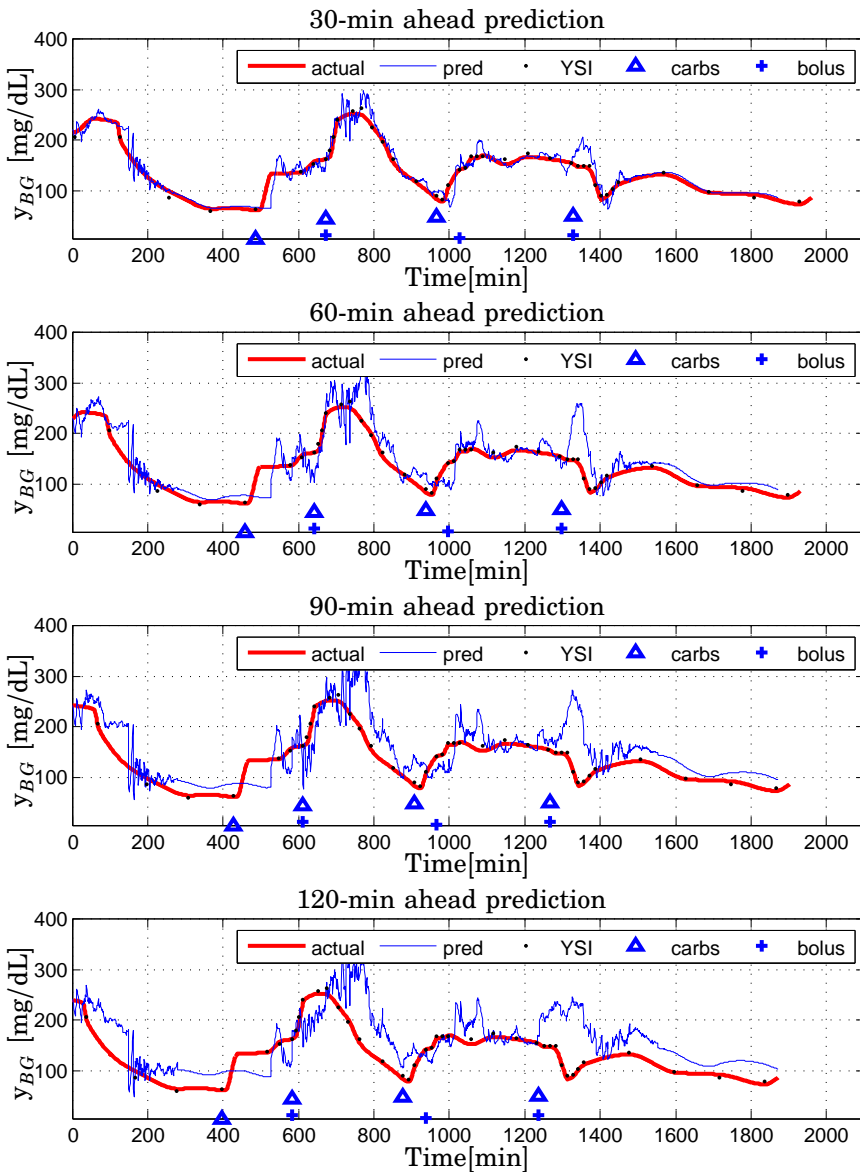 30-min ahead prediction
400
actual pred YSI carbs bolus
300
200
100
y_BG [mg/dL]
0 200 400 600 800 1000 1200 1400 1600 1800 2000
Time[min]
60-min ahead prediction
400
actual pred YSI carbs bolus
300
200
100
y_BG [mg/dL]
0 200 400 600 800 1000 1200 1400 1600 1800 2000
Time[min]
90-min ahead prediction
400
actual pred YSI carbs bolus
300
200
100
y_BG [mg/dL]
0 200 400 600 800 1000 1200 1400 1600 1800 2000
Time[min]
120-min ahead prediction
400
actual pred YSI carbs bolus
300
200
100
y_BG [mg/dL]
0 200 400 600 800 1000 1200 1400 1600 1800 2000
Time[min]